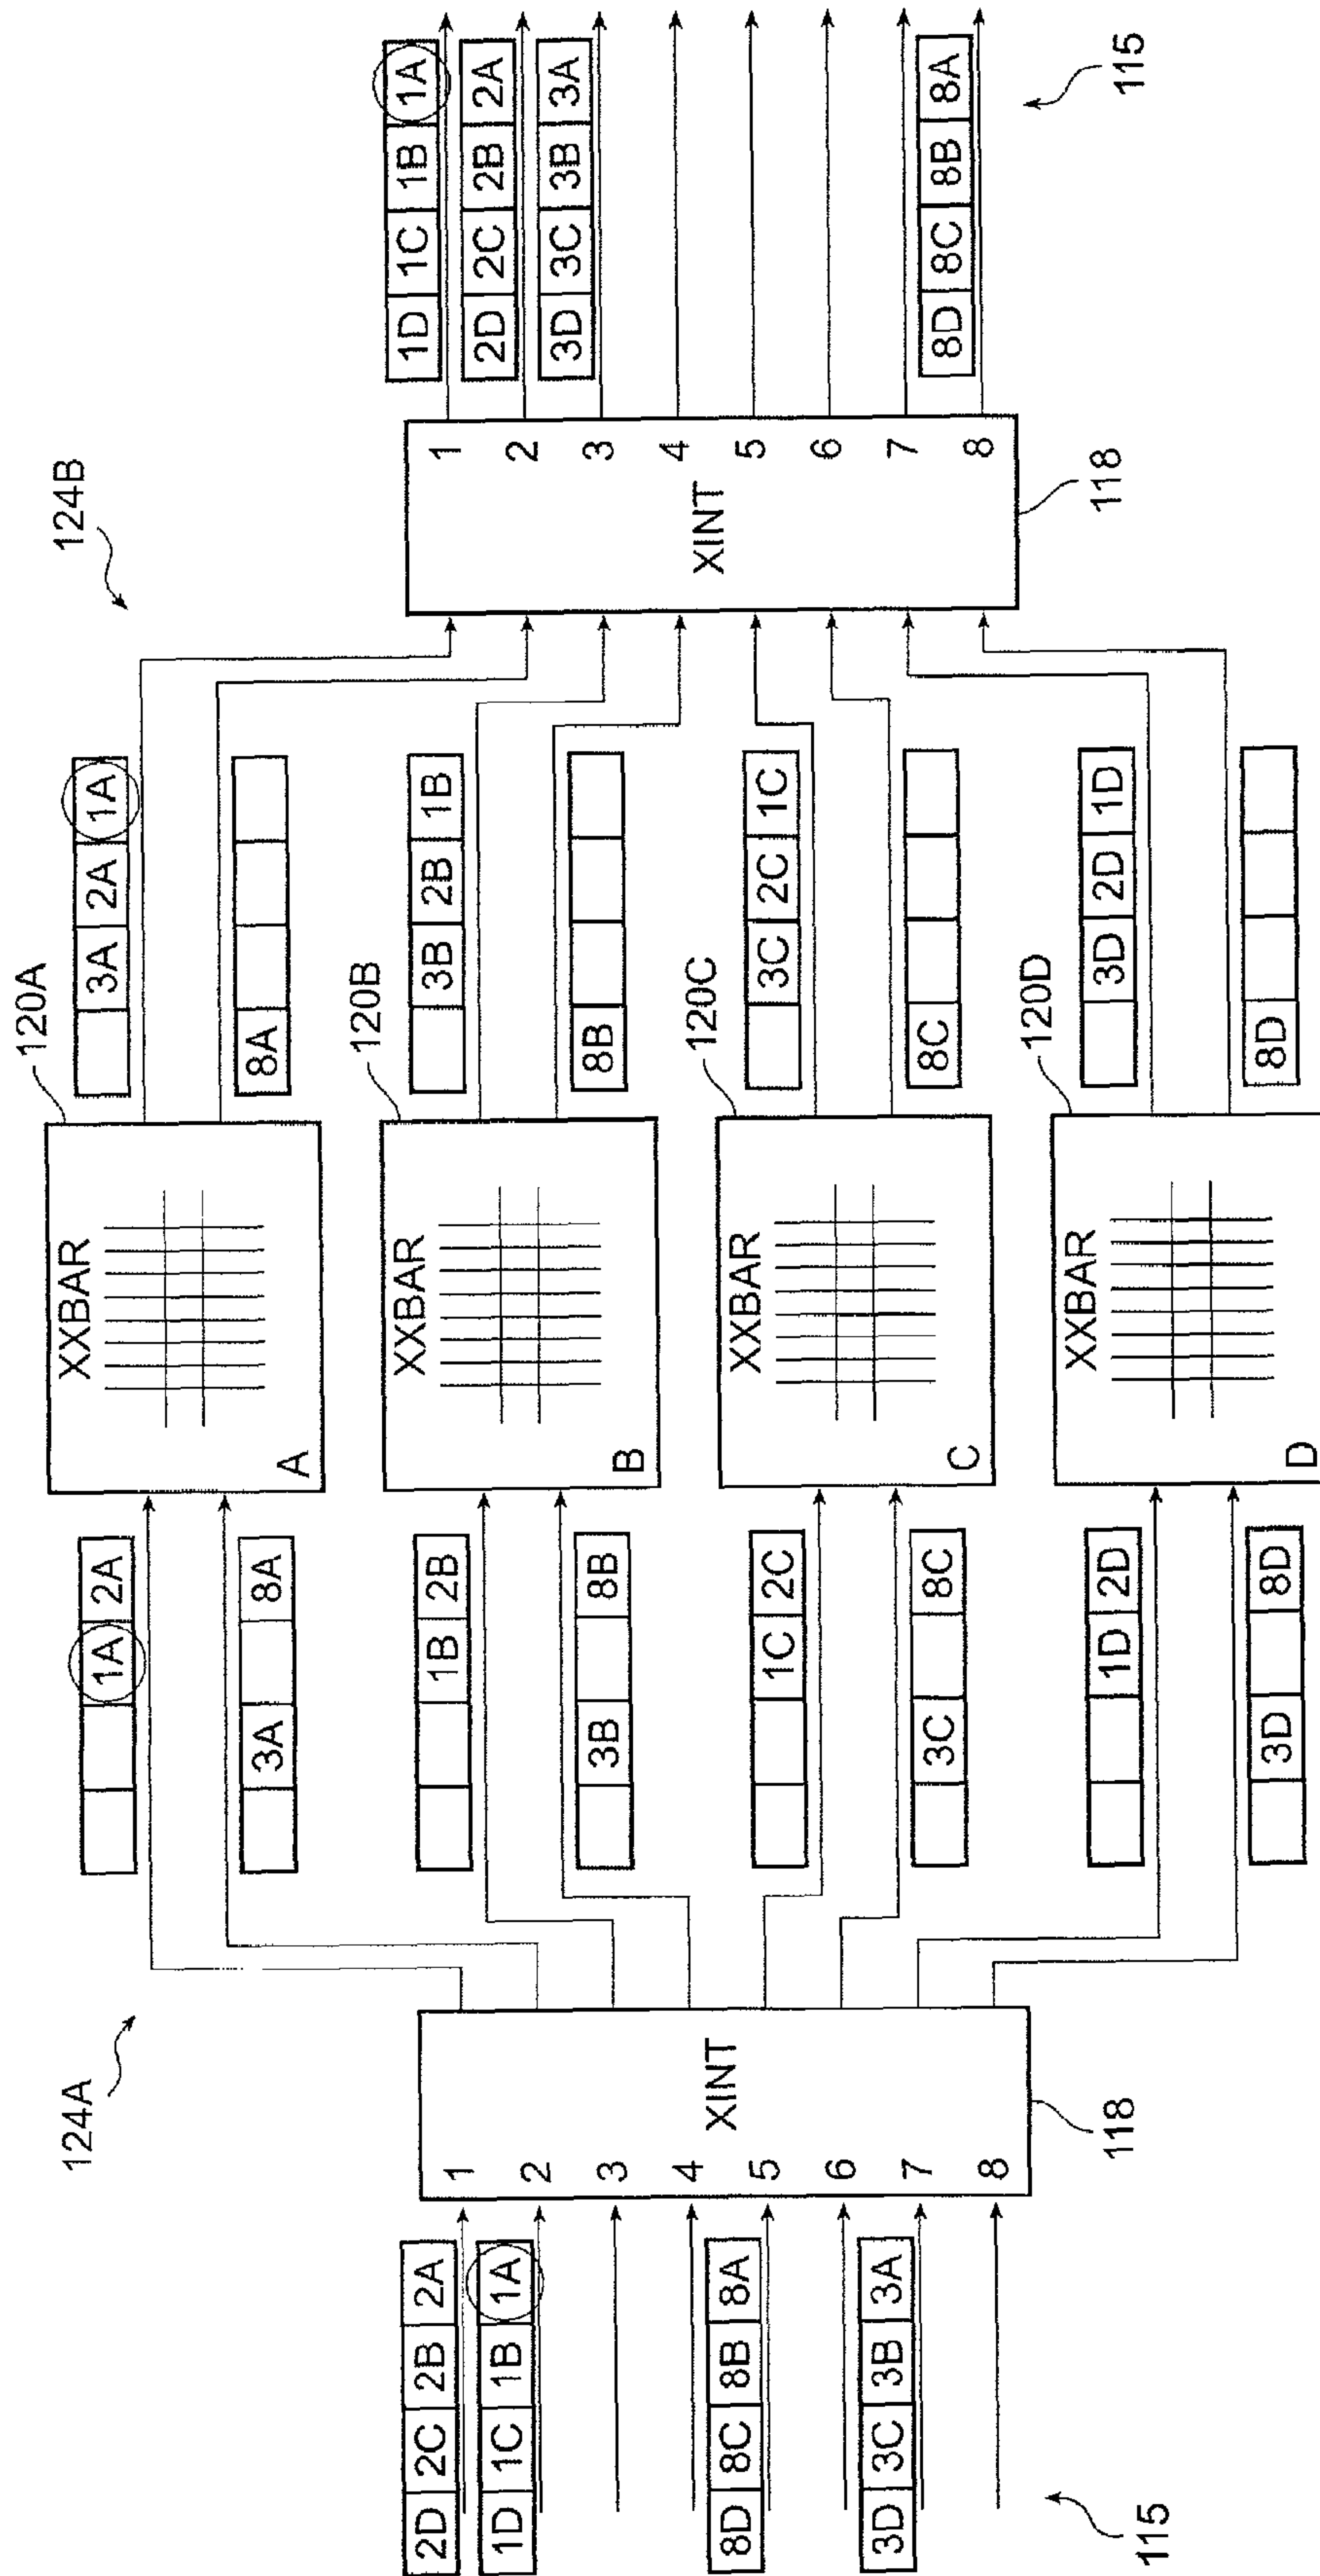 124A
124B
2D 2C 2B 2A
1D 1C 1B 1A
8D 8C 8B 8A
3D 3C 3B 3A
115
1
2
3
4
5
6
7
8
XINT
118
1A 2A
3A 8A
1B 2B
3B 8B
1C 2C
3C 8C
1D 2D
3D 8D
XXBAR
A
120A
XXBAR
B
120B
XXBAR
C
120C
XXBAR
D
120D
3A 2A 1A
8A
3B 2B 1B
8B
3C 2C 1C
8C
3D 2D 1D
8D
XINT
1
2
3
4
5
6
7
8
118
1D 1C 1B 1A
2D 2C 2B 2A
3D 3C 3B 3A
8D 8C 8B 8A
115